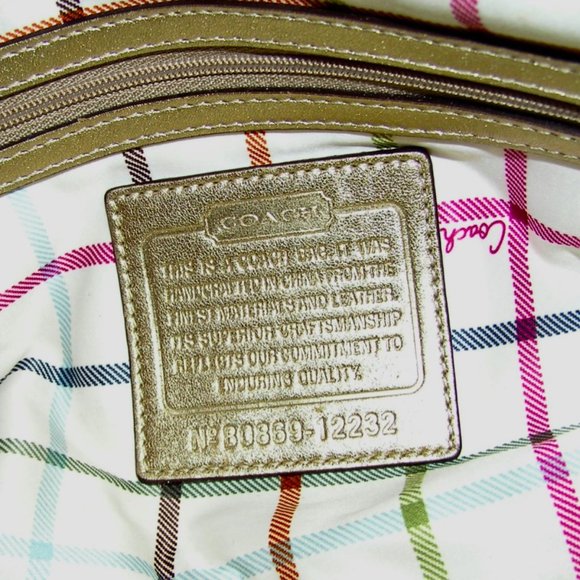 COACH
THIS IS A COACH BAG. IT WAS
HANDCRAFTED IN CHINA FROM THE
FINEST MATERIALS AND LEATHER.
ITS SUPERIOR CRAFTSMANSHIP
REFLECTS OUR COMMITMENT TO
ENDURING QUALITY.
Nº B0869-12232
Coach